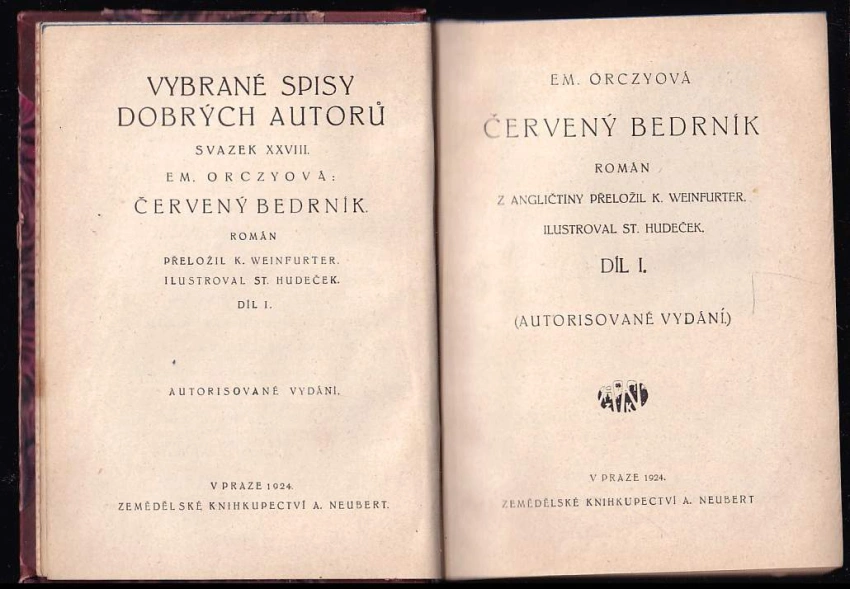 VYBRANÉ SPISY
DOBRÝCH AUTORŮ
SVAZEK XXVIII.
EM. ORCZYOVÁ:
ČERVENÝ BEDRNÍK.
ROMÁN
PŘELOŽIL K. WEINFURTER.
ILUSTROVAL ST. HUDEČEK.
DÍL I.
AUTORISOVANÉ VYDÁNÍ.
V PRAZE 1924.
ZEMĚDĚLSKÉ KNIHKUPECTVÍ A. NEUBERT.
EM. ORCZYOVÁ
ČERVENÝ BEDRNÍK
ROMÁN
Z ANGLIČTINY PŘELOŽIL K. WEINFURTER.
ILUSTROVAL ST. HUDEČEK.
DÍL I.
(AUTORISOVANÉ VYDÁNÍ.)
V PRAZE 1924.
ZEMĚDĚLSKÉ KNIHKUPECTVÍ A. NEUBERT